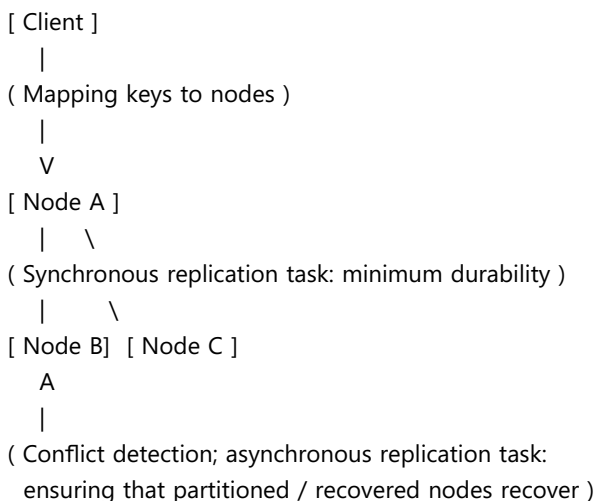 [ Client ]
|
( Mapping keys to nodes )
|
V
[ Node A ]
| \
( Synchronous replication task: minimum durability )
| \
[ Node B] [ Node C ]
A
|
( Conflict detection; asynchronous replication task:
ensuring that partitioned / recovered nodes recover )